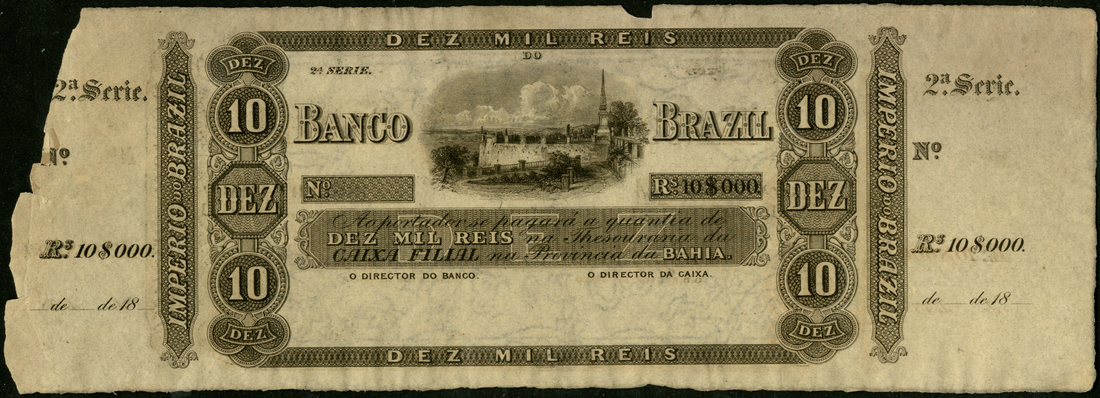 DEZ MIL REIS
DO
2ª SERIE.
BANCO BRAZIL
Nº
RS 10$000.
Ao portador se pagará a quantia de
DEZ MIL REIS na Thesouraria da
CAIXA FILIAL na Provincia da BAHIA.
O DIRECTOR DO BANCO. O DIRECTOR DA CAIXA.
DEZ MIL REIS
DEZ
10
DEZ
10
DEZ
DEZ
10
DEZ
10
DEZ
IMPERIO DO BRAZIL
IMPERIO DO BRAZIL
2ª Serie.
Nº
RS 10$000.
de de 18
2ª Serie.
Nº
RS 10$000.
de de 18